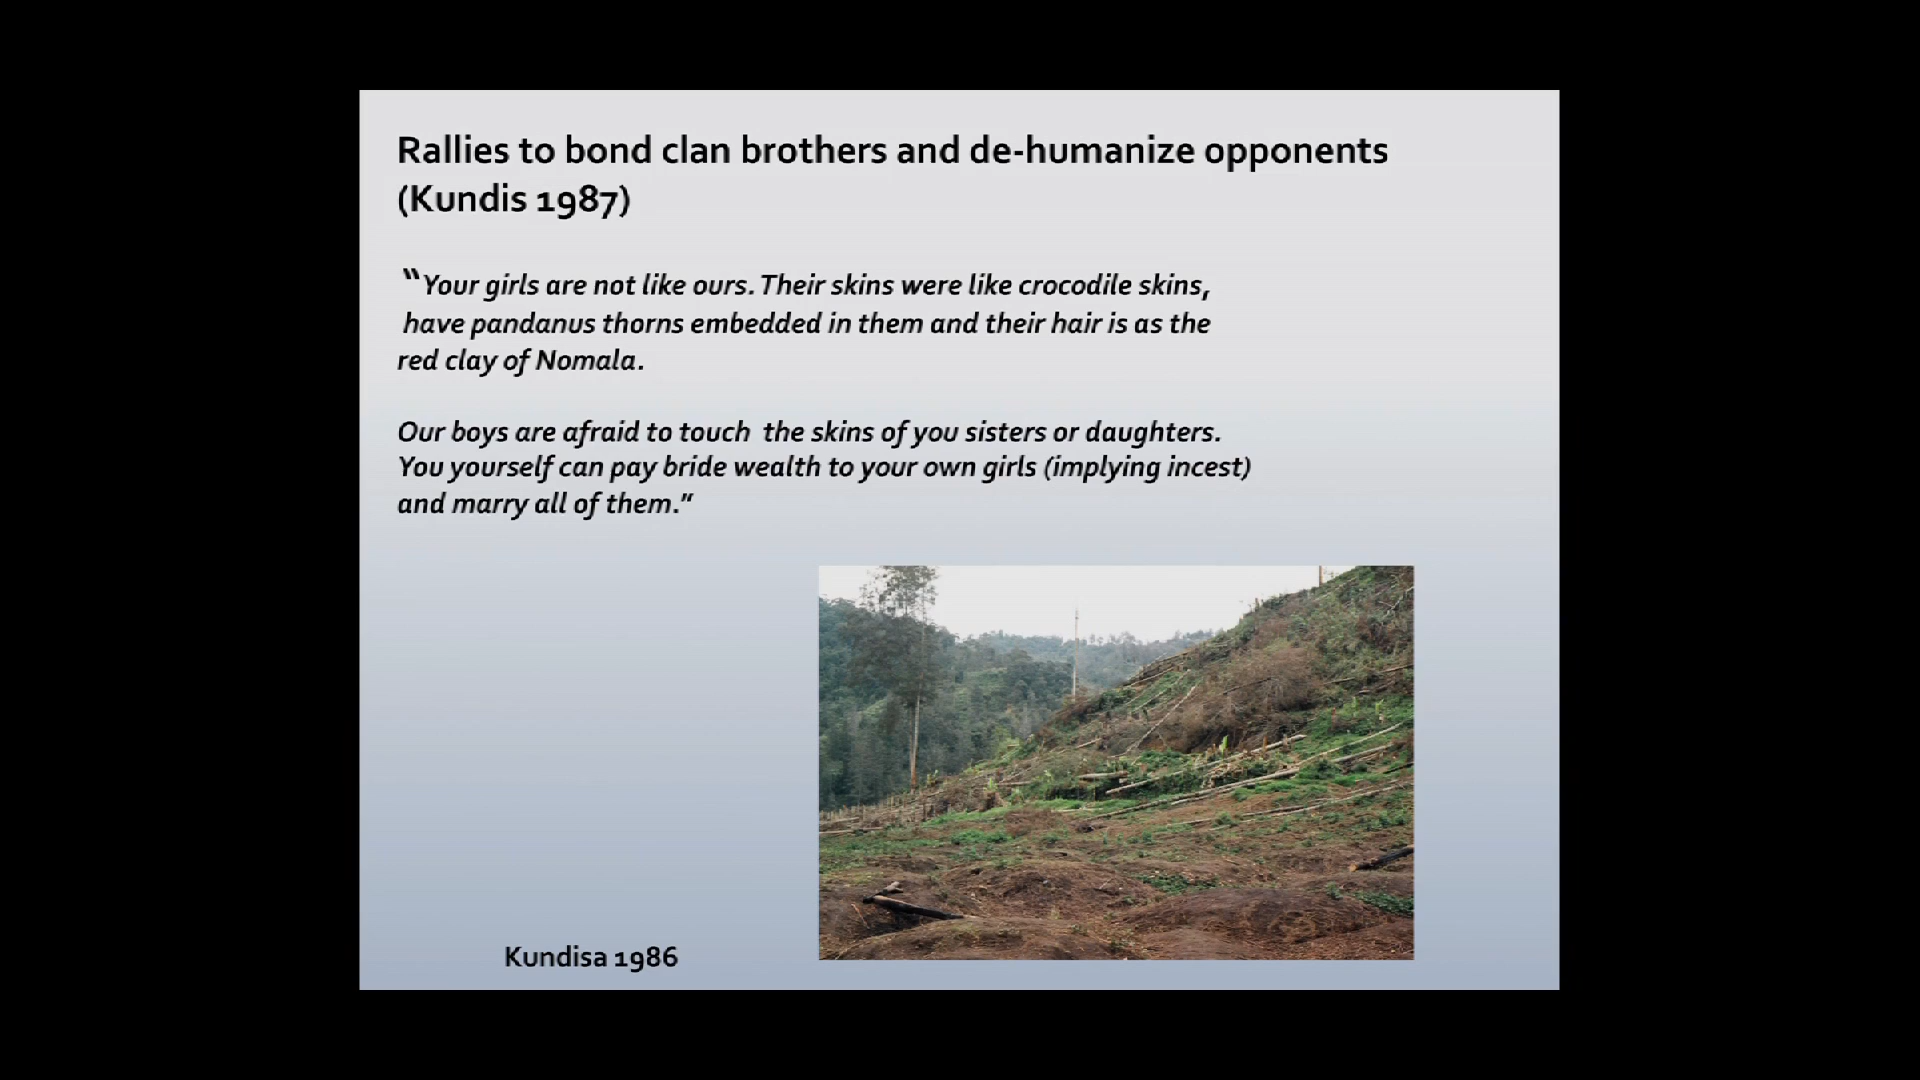 Rallies to bond clan brothers and de-humanize opponents
(Kundis 1987)
“Your girls are not like ours. Their skins were like crocodile skins,
have pandanus thorns embedded in them and their hair is as the
red clay of Nomala.
Our boys are afraid to touch the skins of you sisters or daughters.
You yourself can pay bride wealth to your own girls (implying incest)
and marry all of them.”
Kundisa 1986